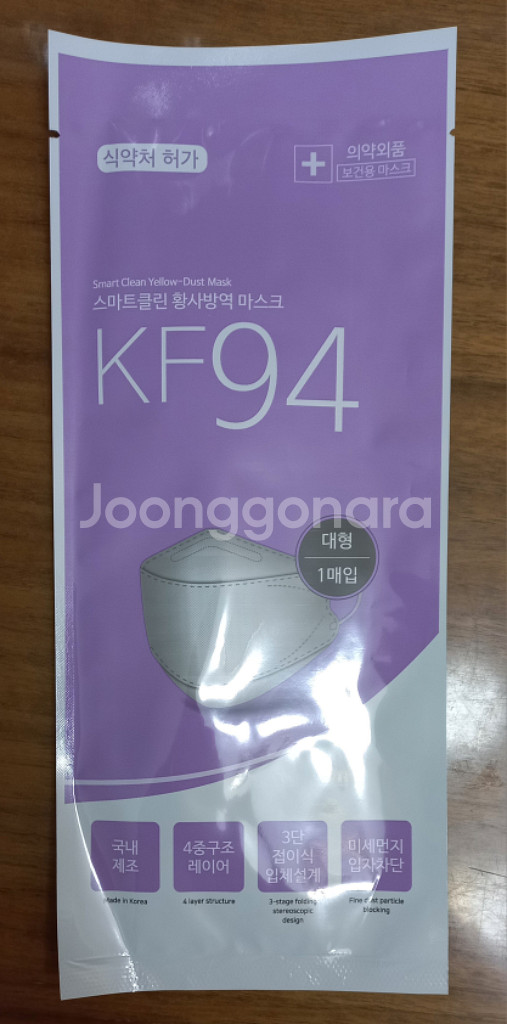 식약처 허가
의약외품
보건용 마스크
Smart Clean Yellow-Dust Mask
스마트클린 황사방역 마스크
KF94
Joonggonara
대형
1매입
국내
제조
Made in Korea
4중구조
레이어
4 layer structure
3단
접이식
입체설계
3-stage folding
stereoscopic
design
미세먼지
입자차단
Fine dust particle
blocking